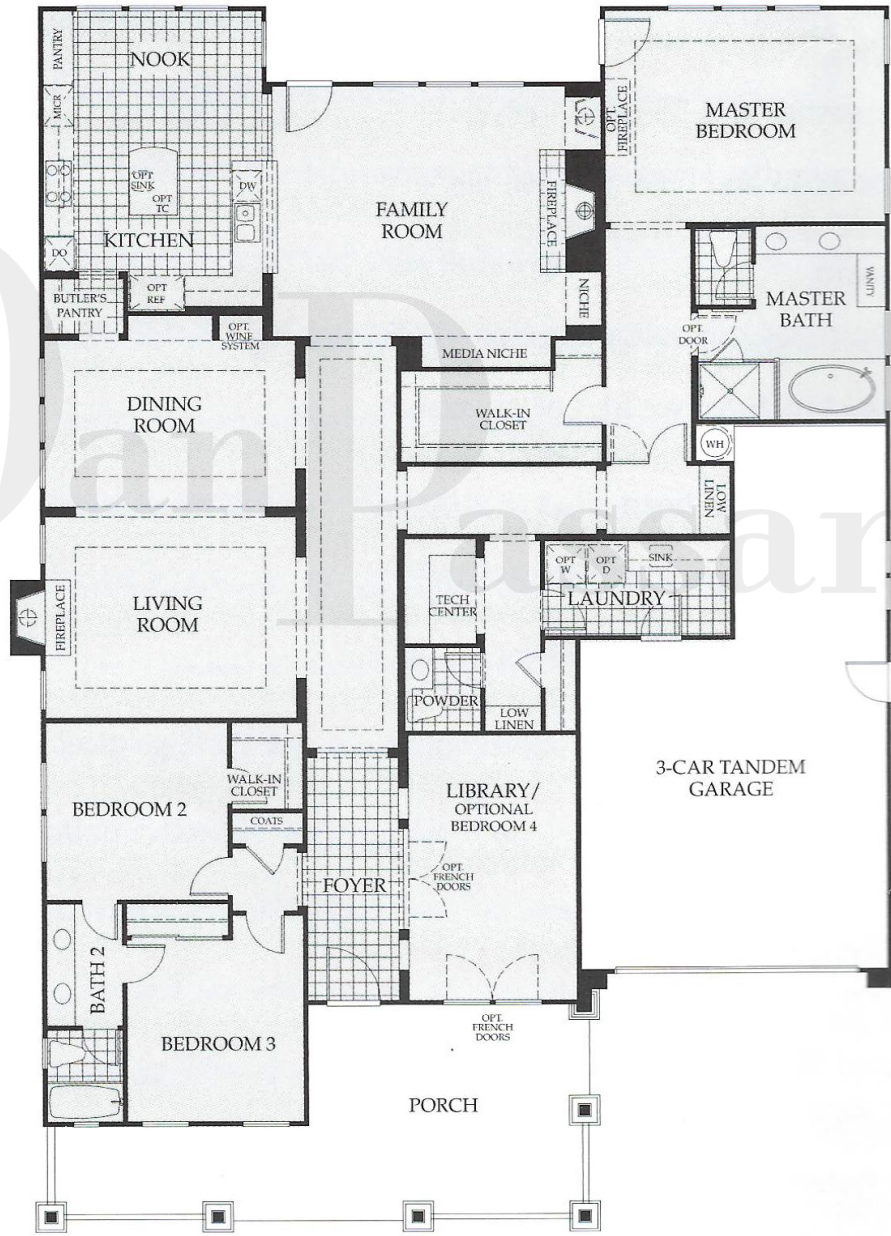 PANTRY
NOOK
MICR
OPT
SINK
OPT
TC
DW
KITCHEN
DO
OPT
REF
BUTLER'S
PANTRY
OPT.
WINE
SYSTEM
FAMILY
ROOM
FIREPLACE
NICHE
MEDIA NICHE
OPT.
FIREPLACE
MASTER
BEDROOM
VANITY
MASTER
BATH
OPT.
DOOR
DINING
ROOM
WALK-IN
CLOSET
WH
LOW
LINEN
LIVING
ROOM
FIREPLACE
TECH
CENTER
OPT
W
OPT
D
SINK
LAUNDRY
POWDER
LOW
LINEN
3-CAR TANDEM
GARAGE
BEDROOM 2
WALK-IN
CLOSET
COATS
FOYER
LIBRARY/
OPTIONAL
BEDROOM 4
OPT.
FRENCH
DOORS
BATH 2
BEDROOM 3
OPT.
FRENCH
DOORS
PORCH
Dan Passan